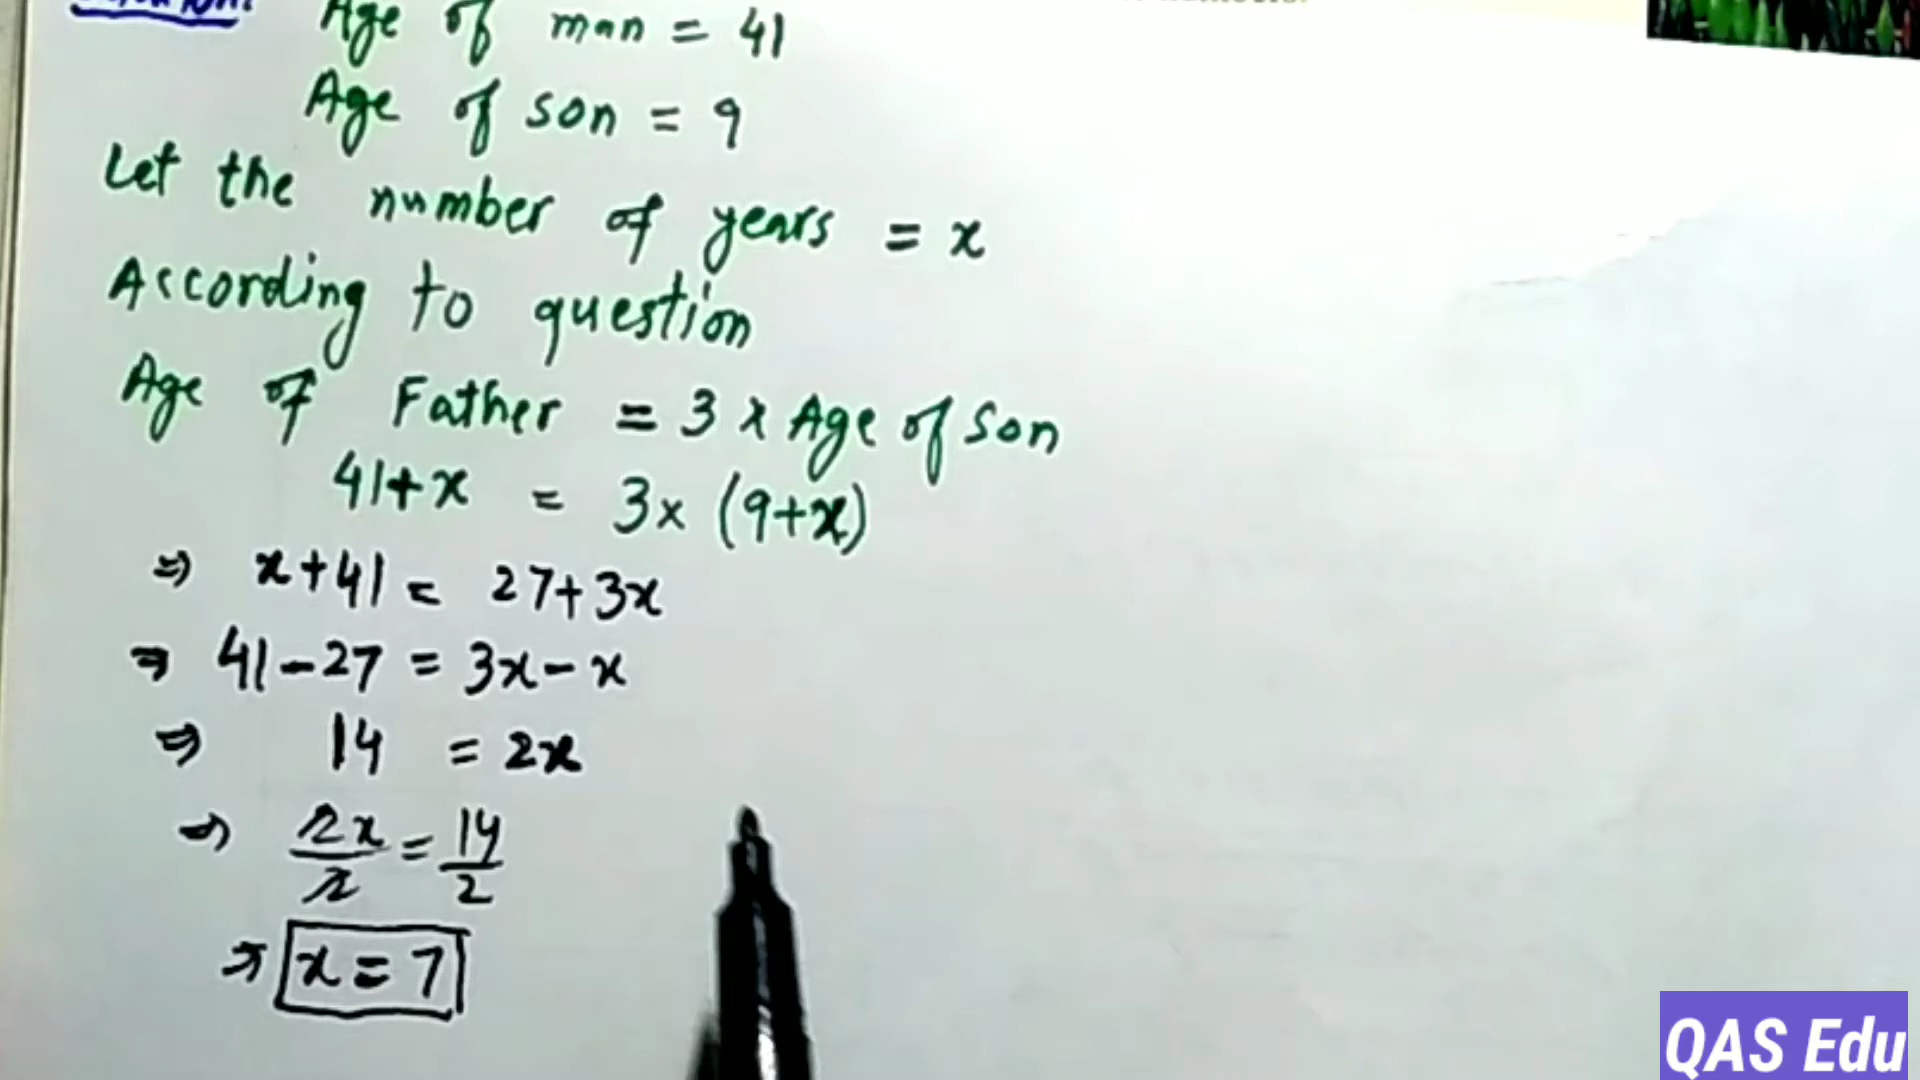 Age of man = 41
Age of son = 9
Let the number of years = x
According to question
Age of Father = 3 x Age of son
41+x = 3x (9+x)
⇒ x+41 = 27+3x
⇒ 41-27 = 3x-x
⇒ 14 = 2x
⇒ 2x/2 = 14/2
⇒ x = 7
QAS Edu